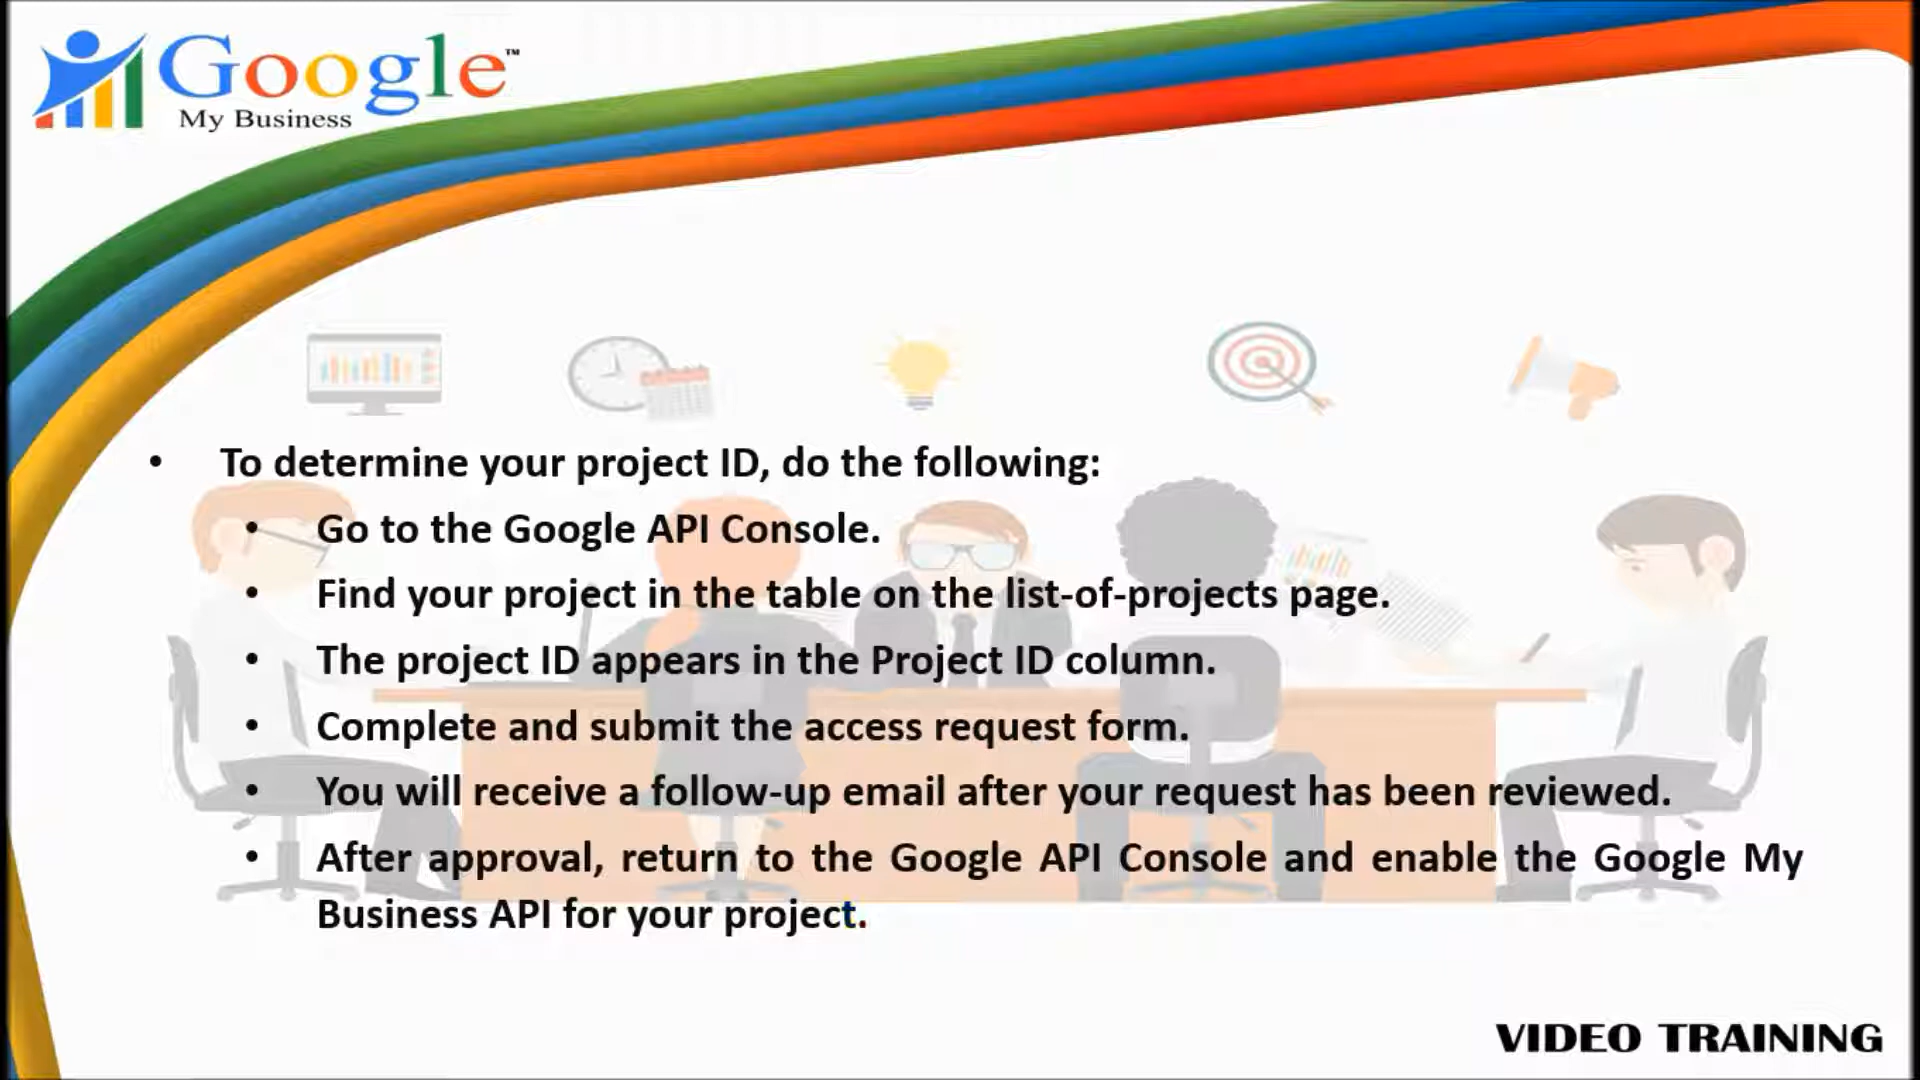 Google™
My Business
• To determine your project ID, do the following:
• Go to the Google API Console.
• Find your project in the table on the list-of-projects page.
• The project ID appears in the Project ID column.
• Complete and submit the access request form.
• You will receive a follow-up email after your request has been reviewed.
• After approval, return to the Google API Console and enable the Google My
Business API for your project.
VIDEO TRAINING